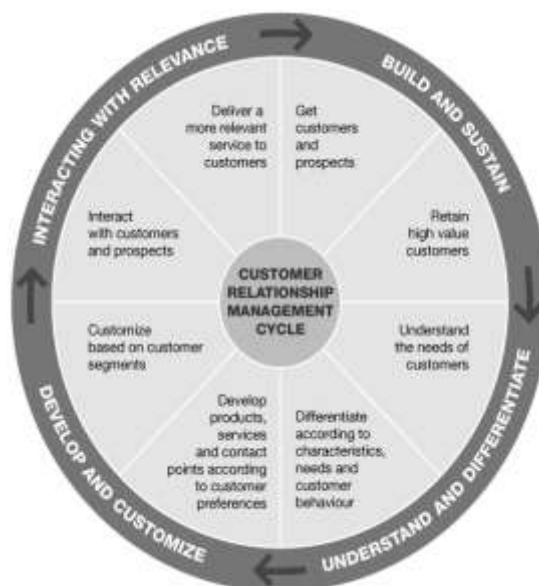 INTERACTING WITH RELEVANCE
BUILD AND SUSTAIN
UNDERSTAND AND DIFFERENTIATE
DEVELOP AND CUSTOMIZE
CUSTOMER
RELATIONSHIP
MANAGEMENT
CYCLE
Get
customers
and
prospects
Retain
high value
customers
Understand
the needs of
customers
Differentiate
according to
characteristics,
needs and
customer
behaviour
Develop
products,
services
and contact
points according
to customer
preferences
Customize
based on customer
segments
Interact
with customers
and prospects
Deliver a
more relevant
service to
customers